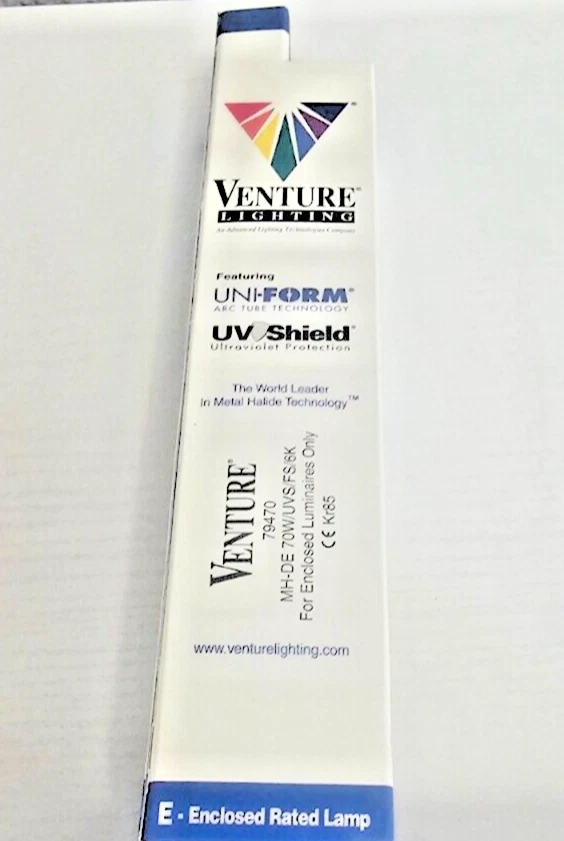 VENTURE®
LIGHTING
An Advanced Lighting Technologies Company
Featuring
UNI-FORM®
ARC TUBE TECHNOLOGY
UV Shield®
Ultraviolet Protection
The World Leader
in Metal Halide Technology™
VENTURE®
79470
MH-DE 70W/UVS/FS/6K
For Enclosed Luminaires Only
CE Kr85
www.venturelighting.com
E - Enclosed Rated Lamp